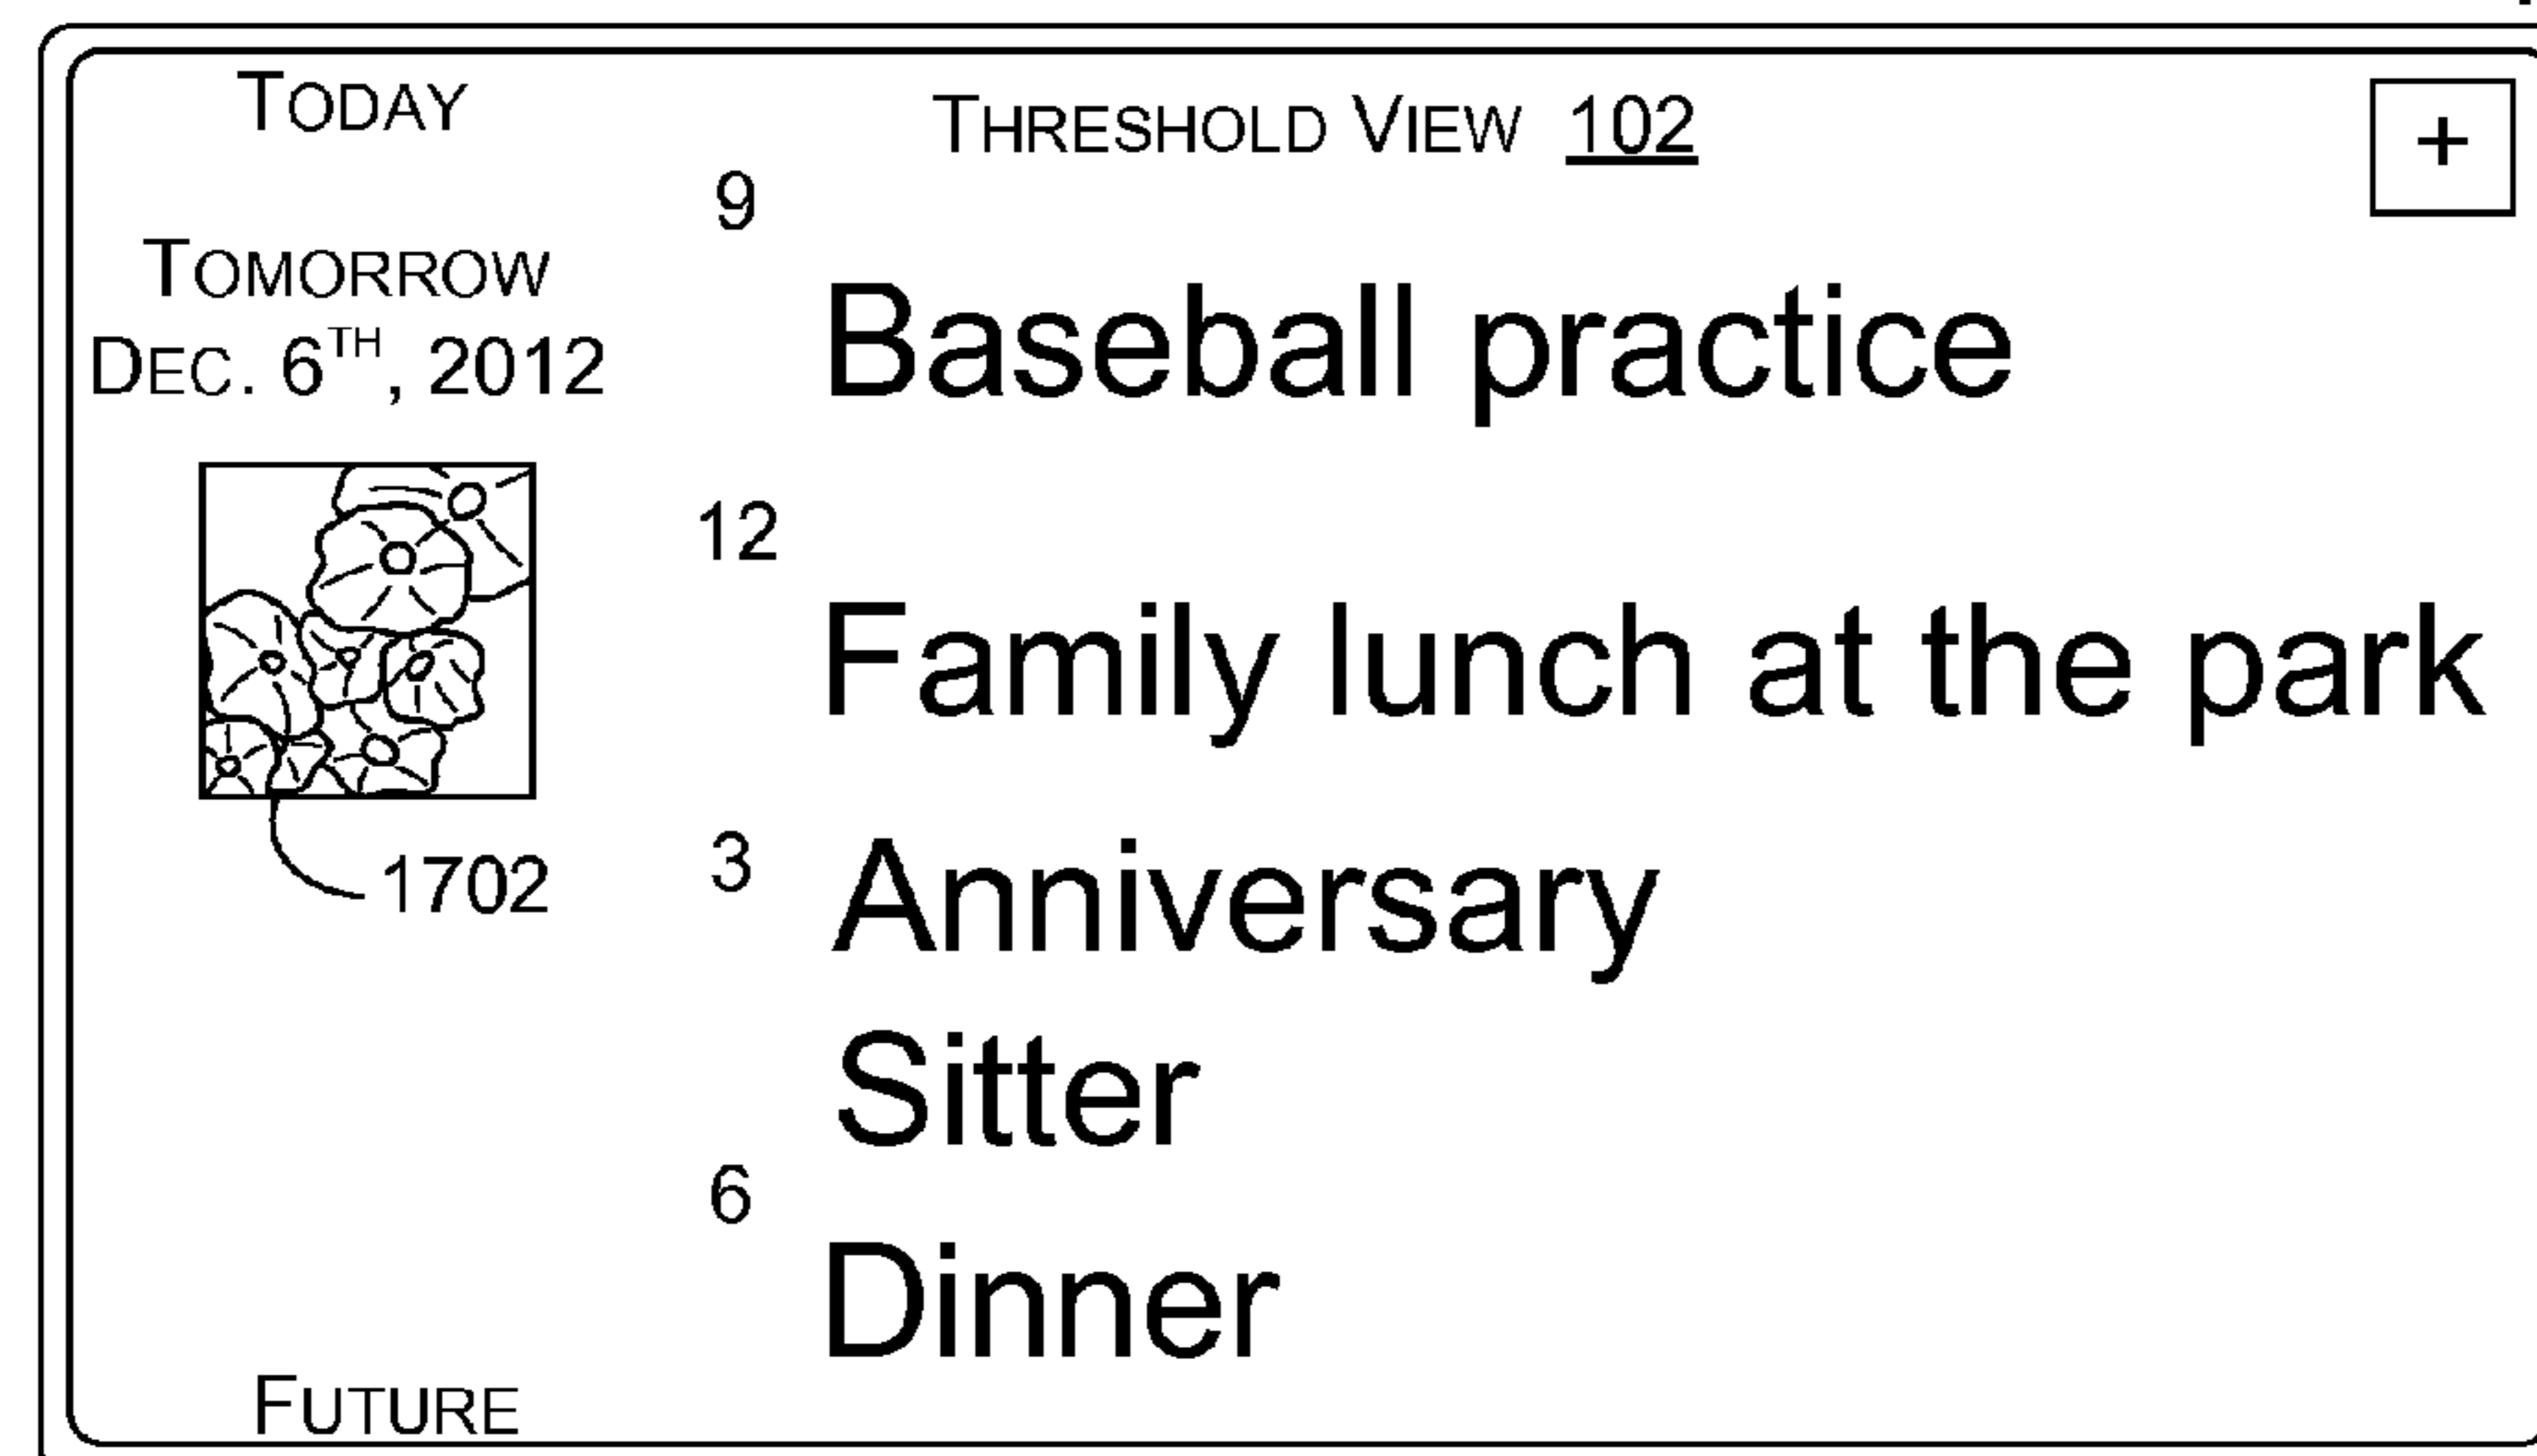 TODAY
THRESHOLD VIEW 102
+
9
TOMORROW
DEC. 6TH, 2012
Baseball practice
12
Family lunch at the park
3 Anniversary
1702
Sitter
6
Dinner
FUTURE